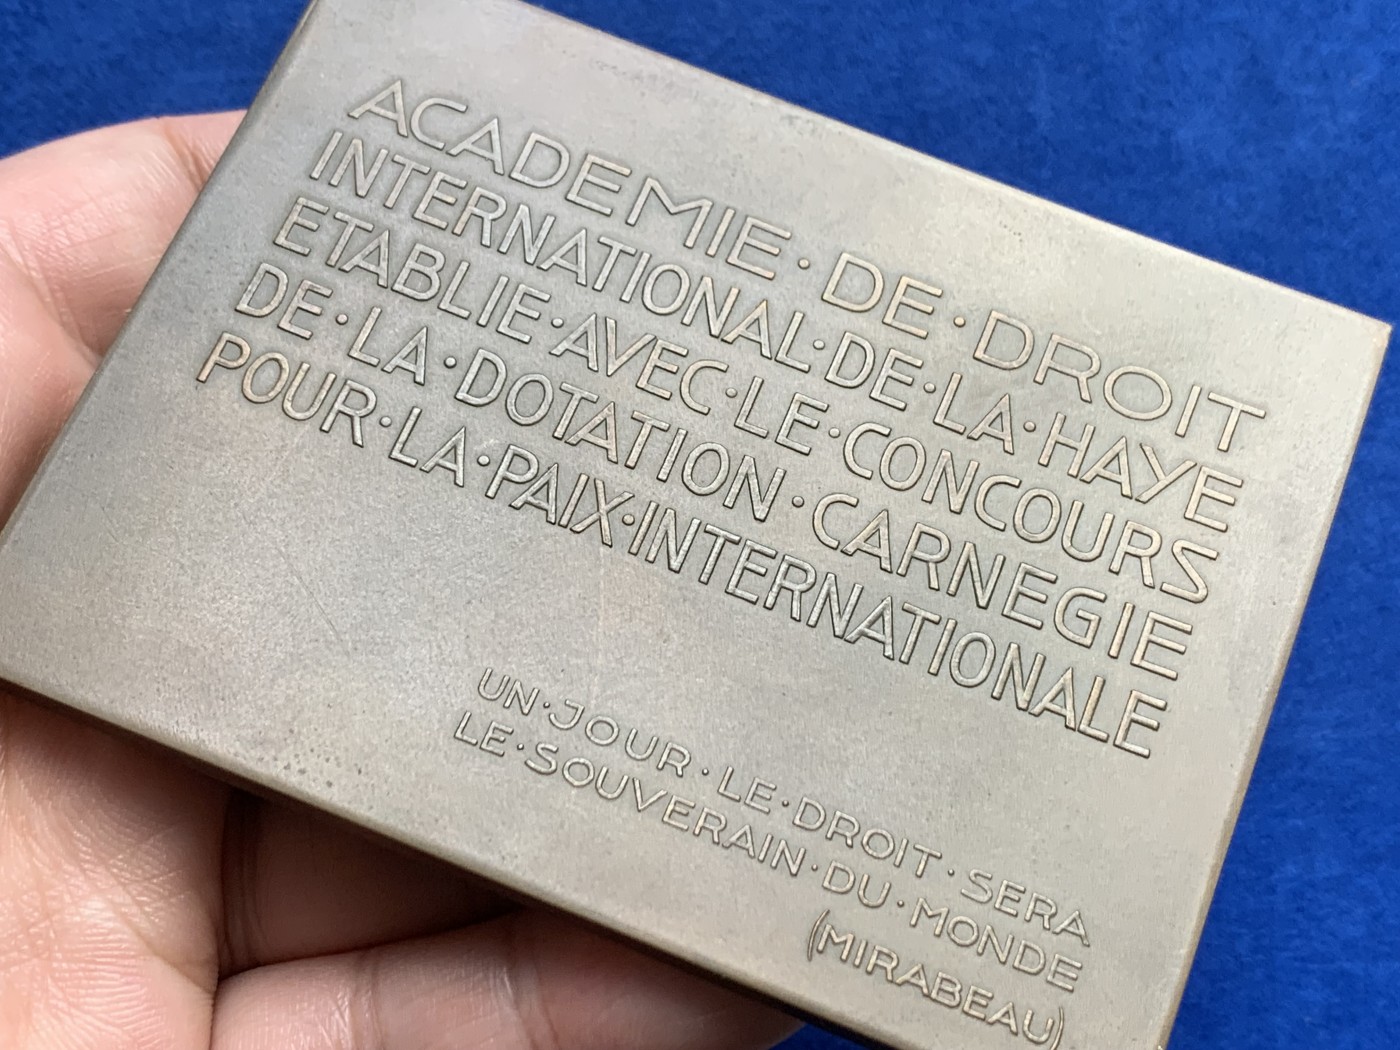 ACADEMIE·DE·DROIT
INTERNATIONAL·DE·LA·HAYE
ETABLIE·AVEC·LE·CONCOURS
DE·LA·DOTATION·CARNEGIE
POUR·LA·PAIX·INTERNATIONALE
UN·JOUR·LE·DROIT·SERA
LE·SOUVERAIN·DU·MONDE
(MIRABEAU)